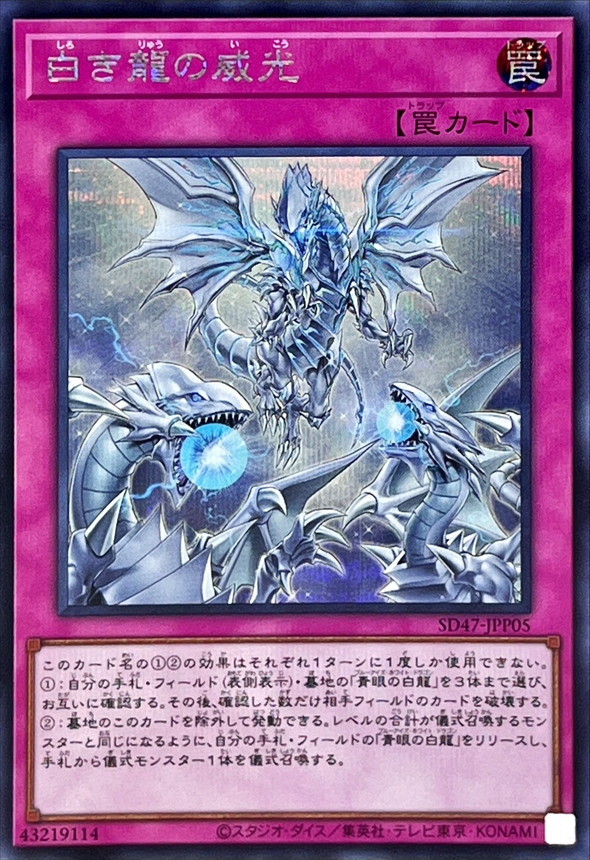 白き龍の威光
罠
【罠カード】
SD47-JPP05
このカード名の①②の効果はそれぞれ1ターンに1度しか使用できない。
①：自分の手札・フィールド（表側表示）・墓地の「青眼の白龍」を3体まで選び、
お互いに確認する。その後、確認した数だけ相手フィールドのカードを破壊する。
②：墓地のこのカードを除外して発動できる。レベルの合計が儀式召喚するモン
スターと同じになるように、自分の手札・フィールドの「青眼の白龍」をリリースし、
手札から儀式モンスター1体を儀式召喚する。
43219114
©スタジオ・ダイス／集英社・テレビ東京・KONAMI